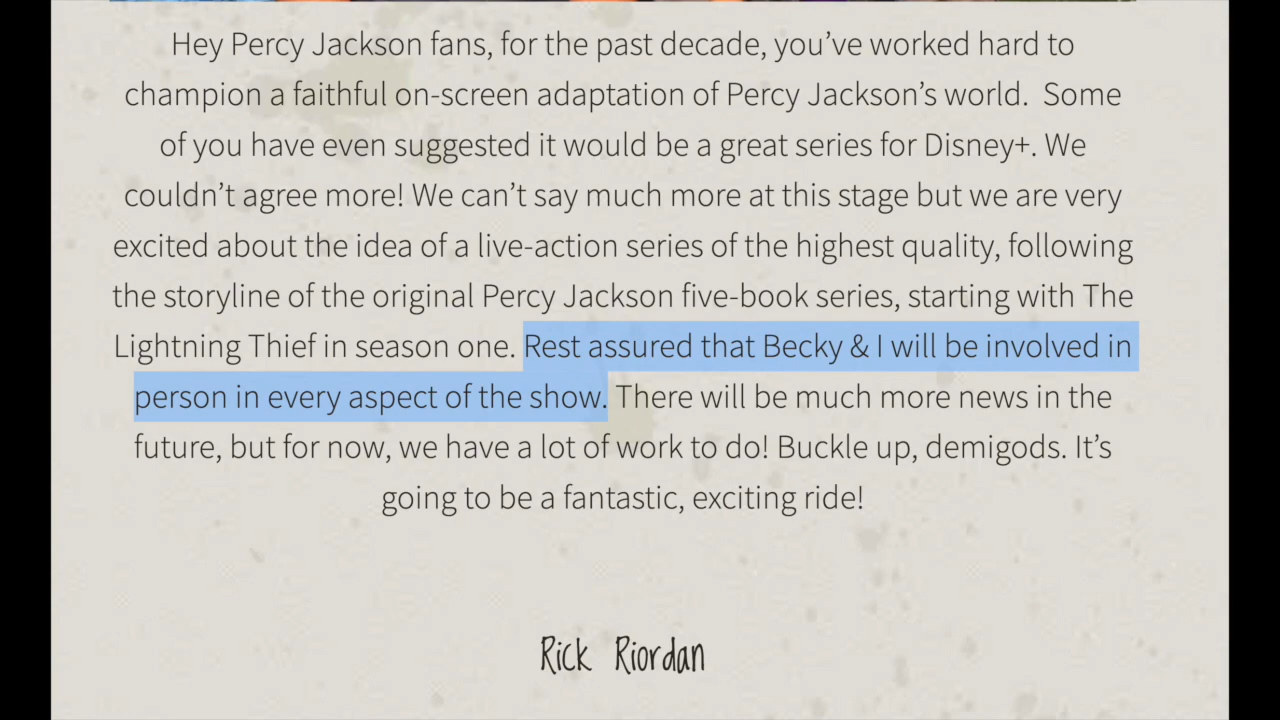 Hey Percy Jackson fans, for the past decade, you’ve worked hard to
champion a faithful on-screen adaptation of Percy Jackson’s world.  Some
of you have even suggested it would be a great series for Disney+. We
couldn’t agree more! We can’t say much more at this stage but we are very
excited about the idea of a live-action series of the highest quality, following
the storyline of the original Percy Jackson five-book series, starting with The
Lightning Thief in season one. Rest assured that Becky & I will be involved in
person in every aspect of the show. There will be much more news in the
future, but for now, we have a lot of work to do! Buckle up, demigods. It’s
going to be a fantastic, exciting ride!
Rick Riordan